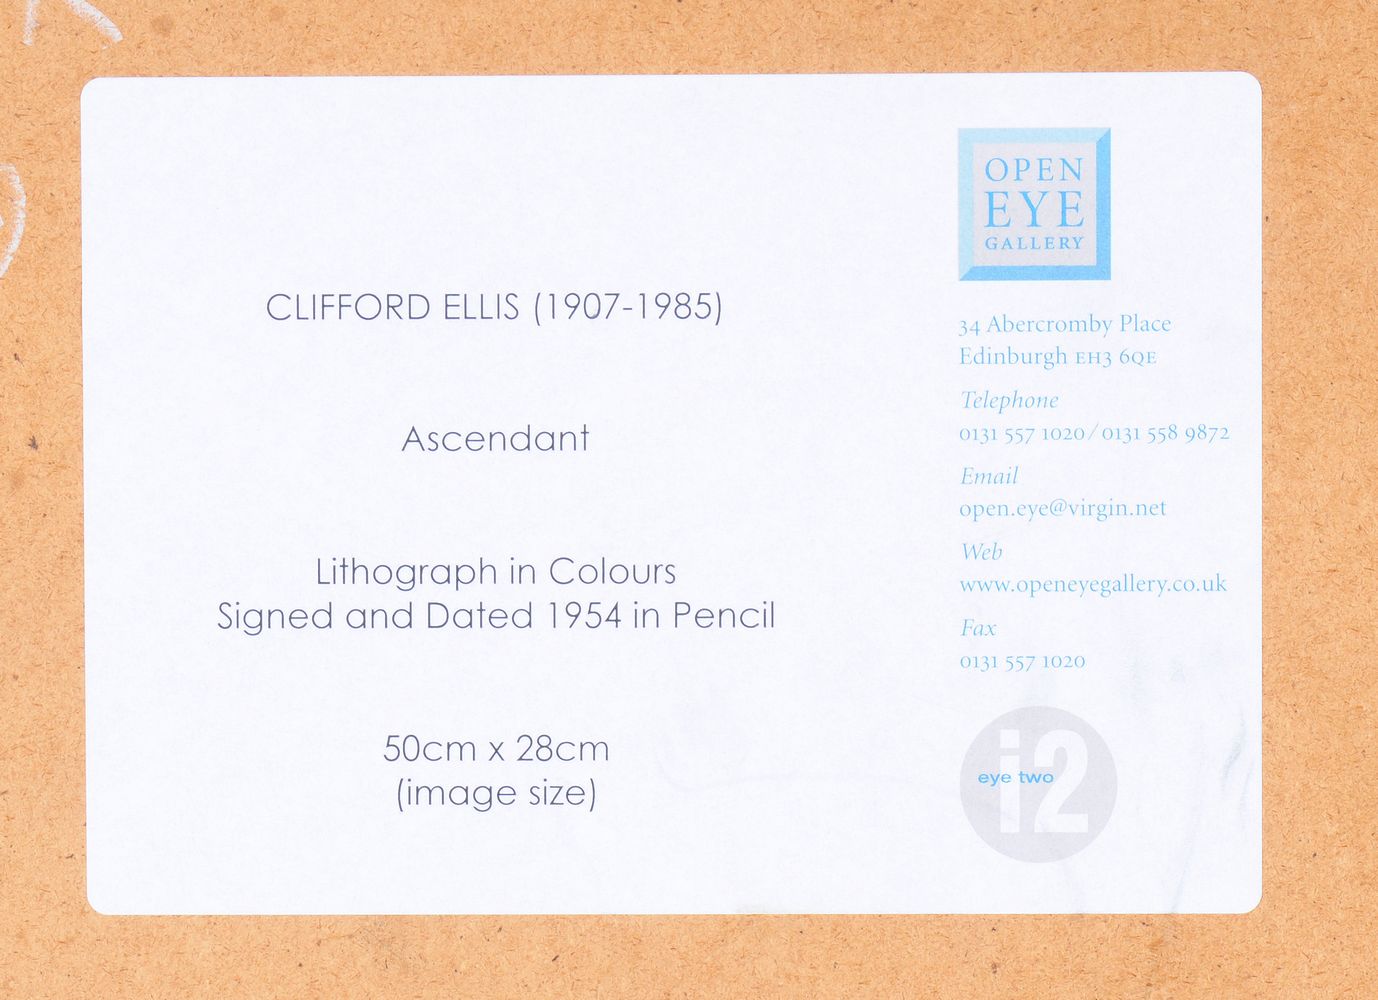 CLIFFORD ELLIS (1907-1985)
Ascendant
Lithograph in Colours
Signed and Dated 1954 in Pencil
50cm x 28cm
(image size)
OPEN
EYE
GALLERY
34 Abercromby Place
Edinburgh EH3 6QE
Telephone
0131 557 1020/0131 558 9872
Email
open.eye@virgin.net
Web
www.openeyegallery.co.uk
Fax
0131 557 1020
i2
eye two